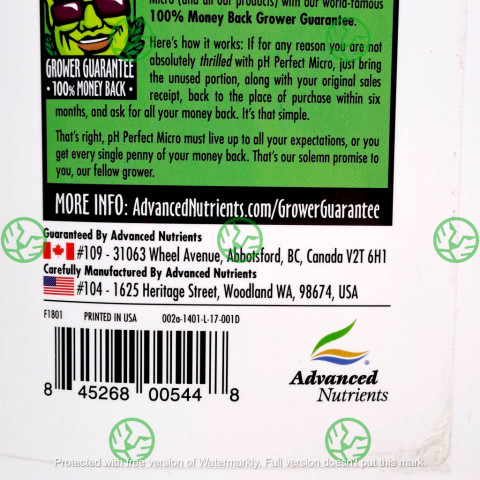 Micro (and all our products) with our world-famous
100% Money Back Grower Guarantee.
Here's how it works: If for any reason you are not
absolutely thrilled with pH Perfect Micro, just bring
the unused portion, along with your original sales
receipt, back to the place of purchase within six
months, and ask for all your money back. It's that simple.
GROWER GUARANTEE
• 100% MONEY BACK •
That's right, pH Perfect Micro must live up to all your expectations, or you
get every single penny of your money back. That's our solemn promise to
you, our fellow grower.
MORE INFO: AdvancedNutrients.com/GrowerGuarantee
Guaranteed By Advanced Nutrients
#109 - 31063 Wheel Avenue, Abbotsford, BC, Canada V2T 6H1
Carefully Manufactured By Advanced Nutrients
#104 - 1625 Heritage Street, Woodland WA, 98674, USA
F1801 PRINTED IN USA 002a-1401-L-17-001D
8 45268 00544 8
Advanced
Nutrients
®
Protected with free version of Watermarkly. Full version doesn't put this mark.